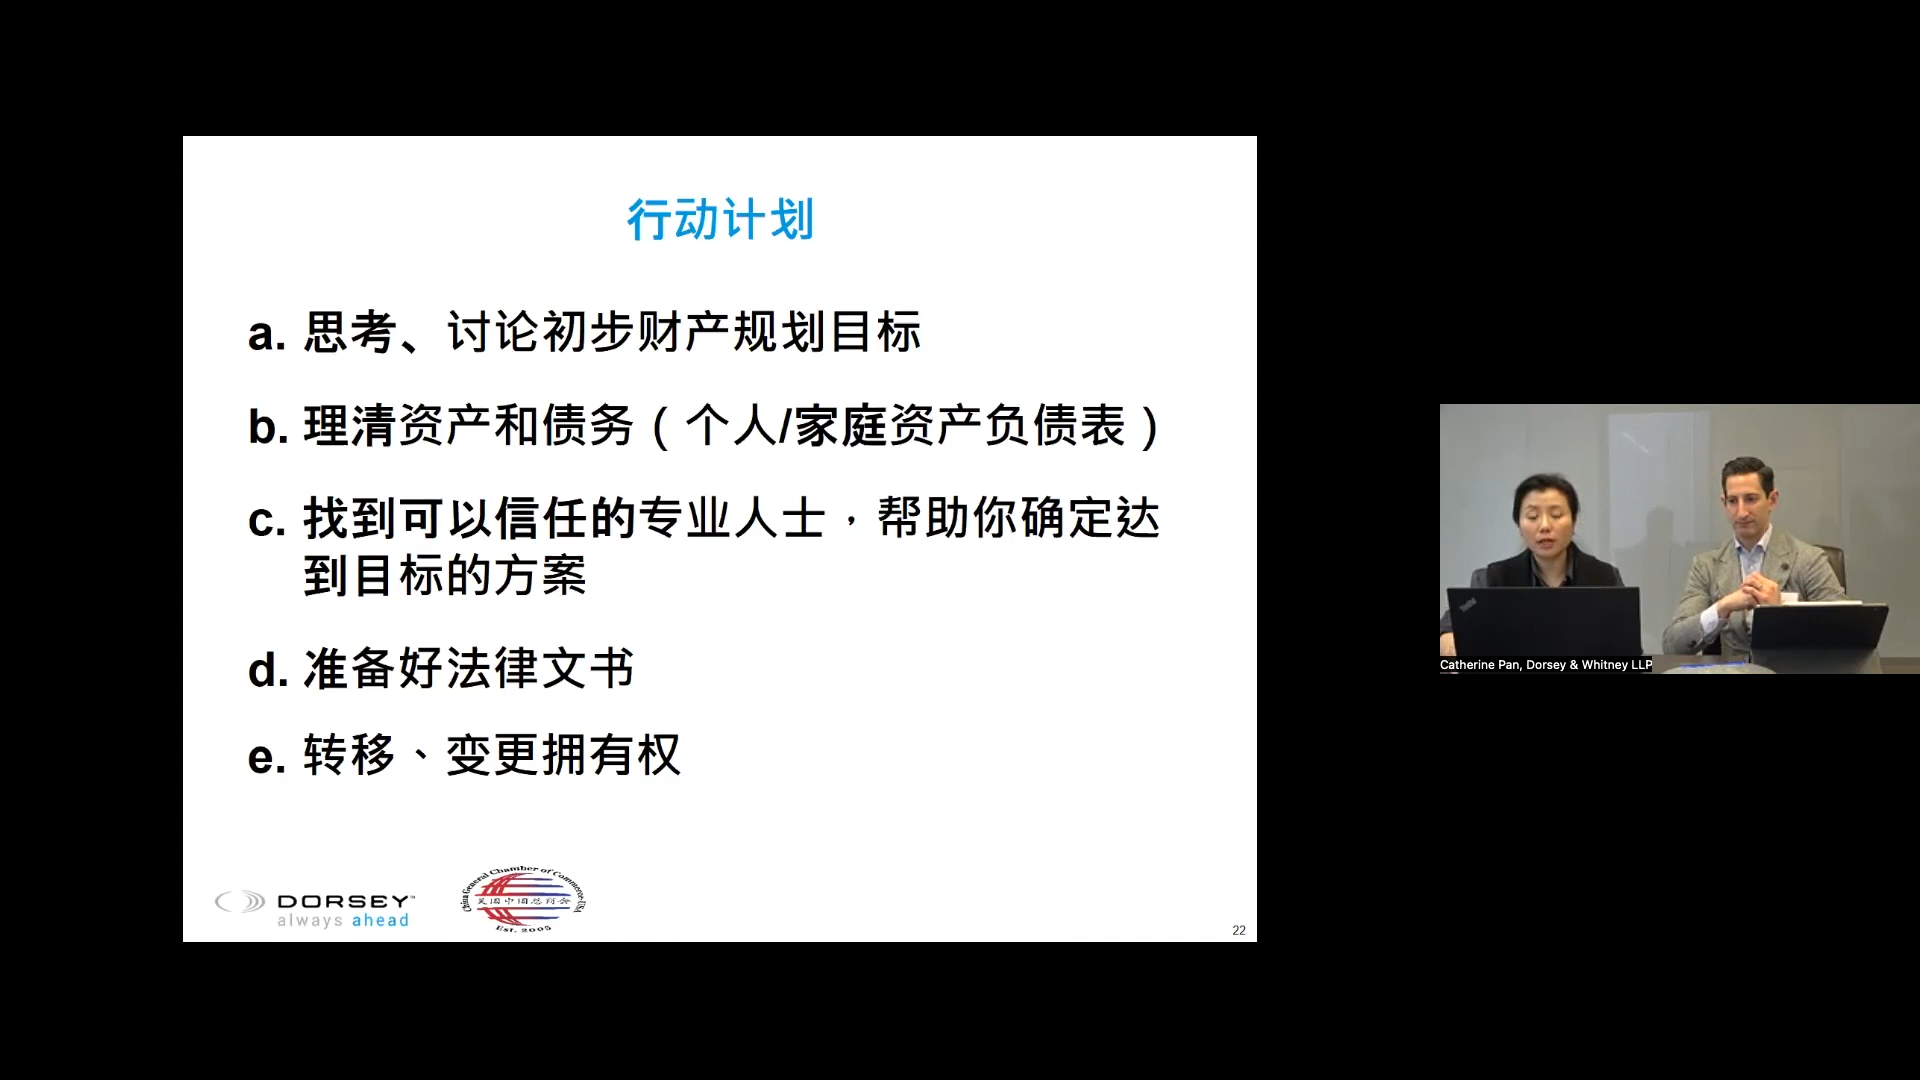 行动计划
a. 思考、讨论初步财产规划目标
b. 理清资产和债务（个人/家庭资产负债表）
c. 找到可以信任的专业人士，帮助你确定达
到目标的方案
d. 准备好法律文书
e. 转移、变更拥有权
DORSEY™
always ahead
China General Chamber of Commerce-USA
美国中国总商会
Est. 2005
22
Catherine Pan, Dorsey & Whitney LLP